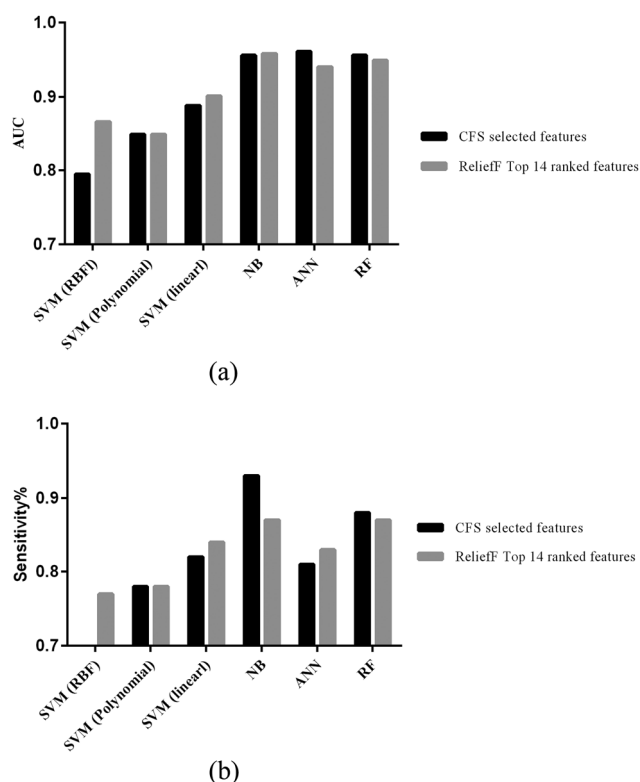 1.0
0.9
0.8
0.7
AUC
SVM (RBFl)
SVM (Polynomial)
SVM (linearl)
NB
ANN
RF
CFS selected features
ReliefF Top 14 ranked features
(a)
1.0
0.9
0.8
0.7
Sensitivity%
SVM (RBF)
SVM (Polynomial)
SVM (linearl)
NB
ANN
RF
CFS selected features
ReliefF Top 14 ranked features
(b)